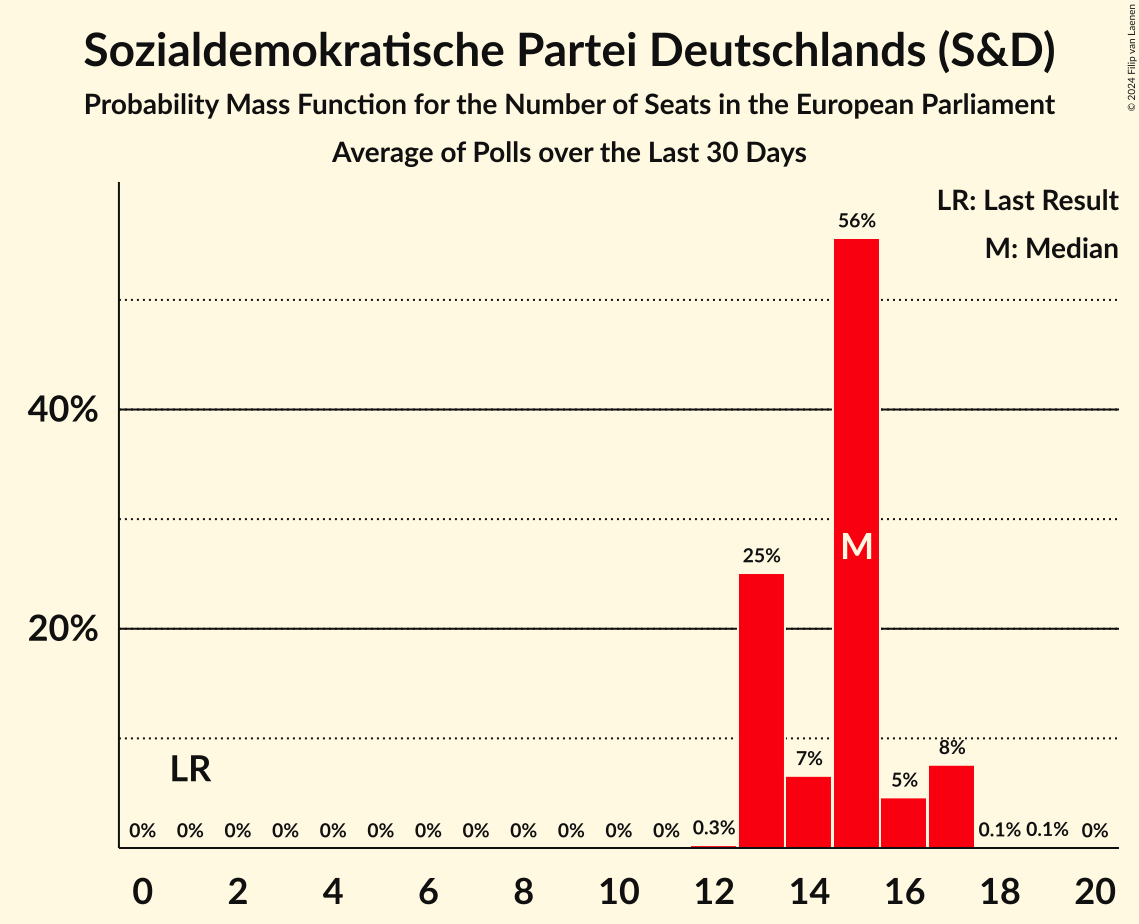 Sozialdemokratische Partei Deutschlands (S&D)
Probability Mass Function for the Number of Seats in the European Parliament
Average of Polls over the Last 30 Days
© 2024 Filip van Laenen
LR: Last Result
M: Median
56%
40%
M
25%
20%
8%
7%
LR
5%
0% 0% 0% 0% 0% 0% 0% 0% 0% 0% 0% 0% 0.3% 0.1% 0.1% 0%
0 2 4 6 8 10 12 14 16 18 20